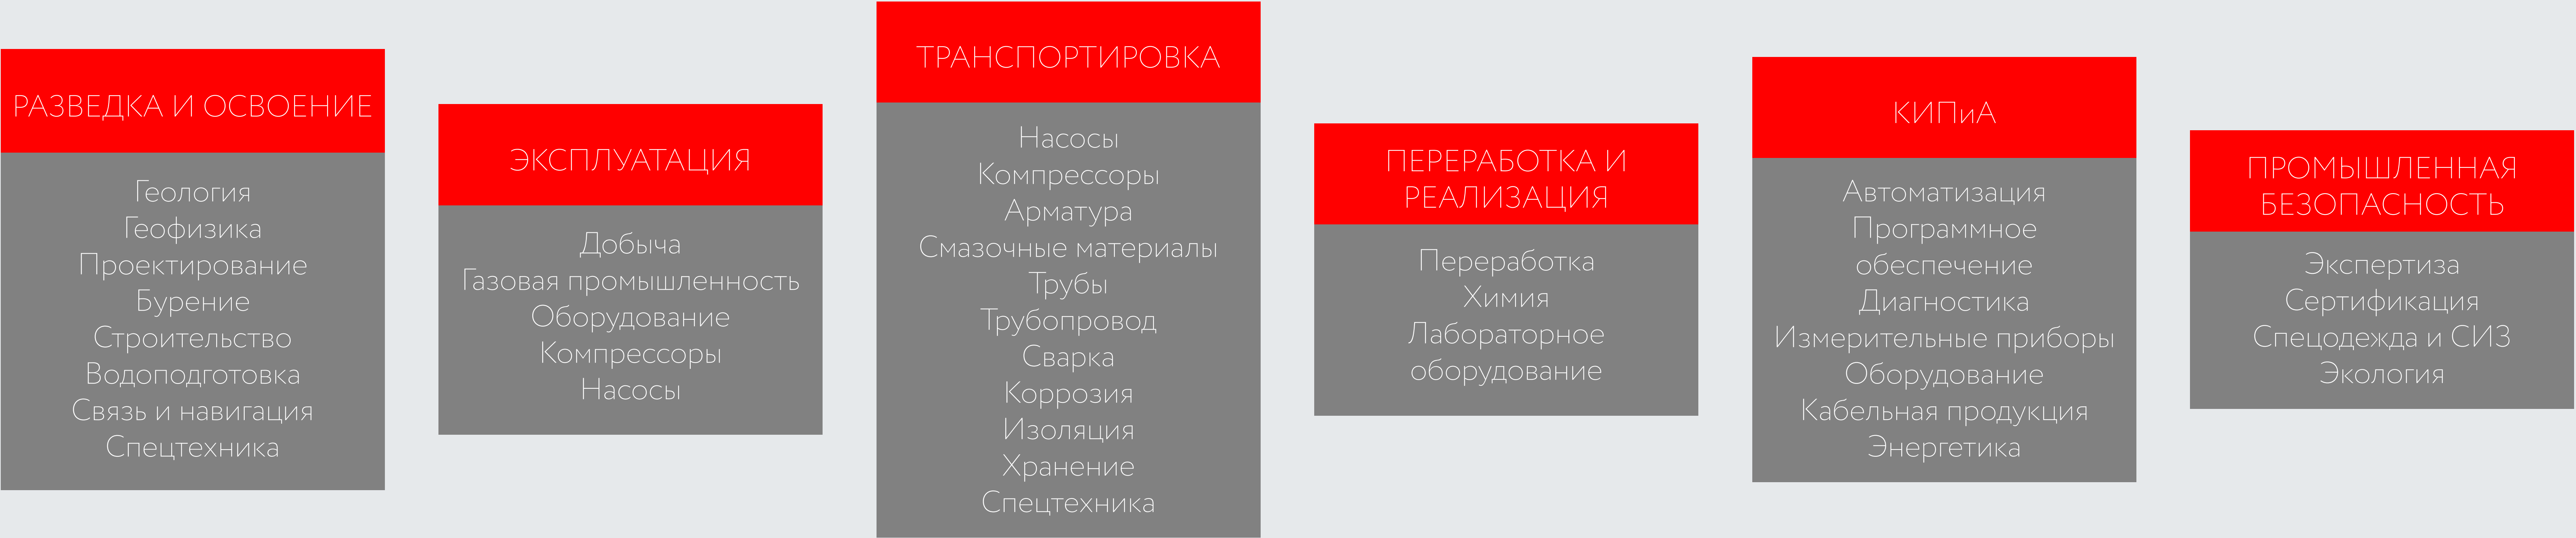 РАЗВЕДКА И ОСВОЕНИЕ
Геология
Геофизика
Проектирование
Бурение
Строительство
Водоподготовка
Связь и навигация
Спецтехника
ЭКСПЛУАТАЦИЯ
Добыча
Газовая промышленность
Оборудование
Компрессоры
Насосы
ТРАНСПОРТИРОВКА
Насосы
Компрессоры
Арматура
Смазочные материалы
Трубы
Трубопровод
Сварка
Коррозия
Изоляция
Хранение
Спецтехника
ПЕРЕРАБОТКА И
РЕАЛИЗАЦИЯ
Переработка
Химия
Лабораторное
оборудование
КИПиА
Автоматизация
Программное
обеспечение
Диагностика
Измерительные приборы
Оборудование
Кабельная продукция
Энергетика
ПРОМЫШЛЕННАЯ
БЕЗОПАСНОСТЬ
Экспертиза
Сертификация
Спецодежда и СИЗ
Экология